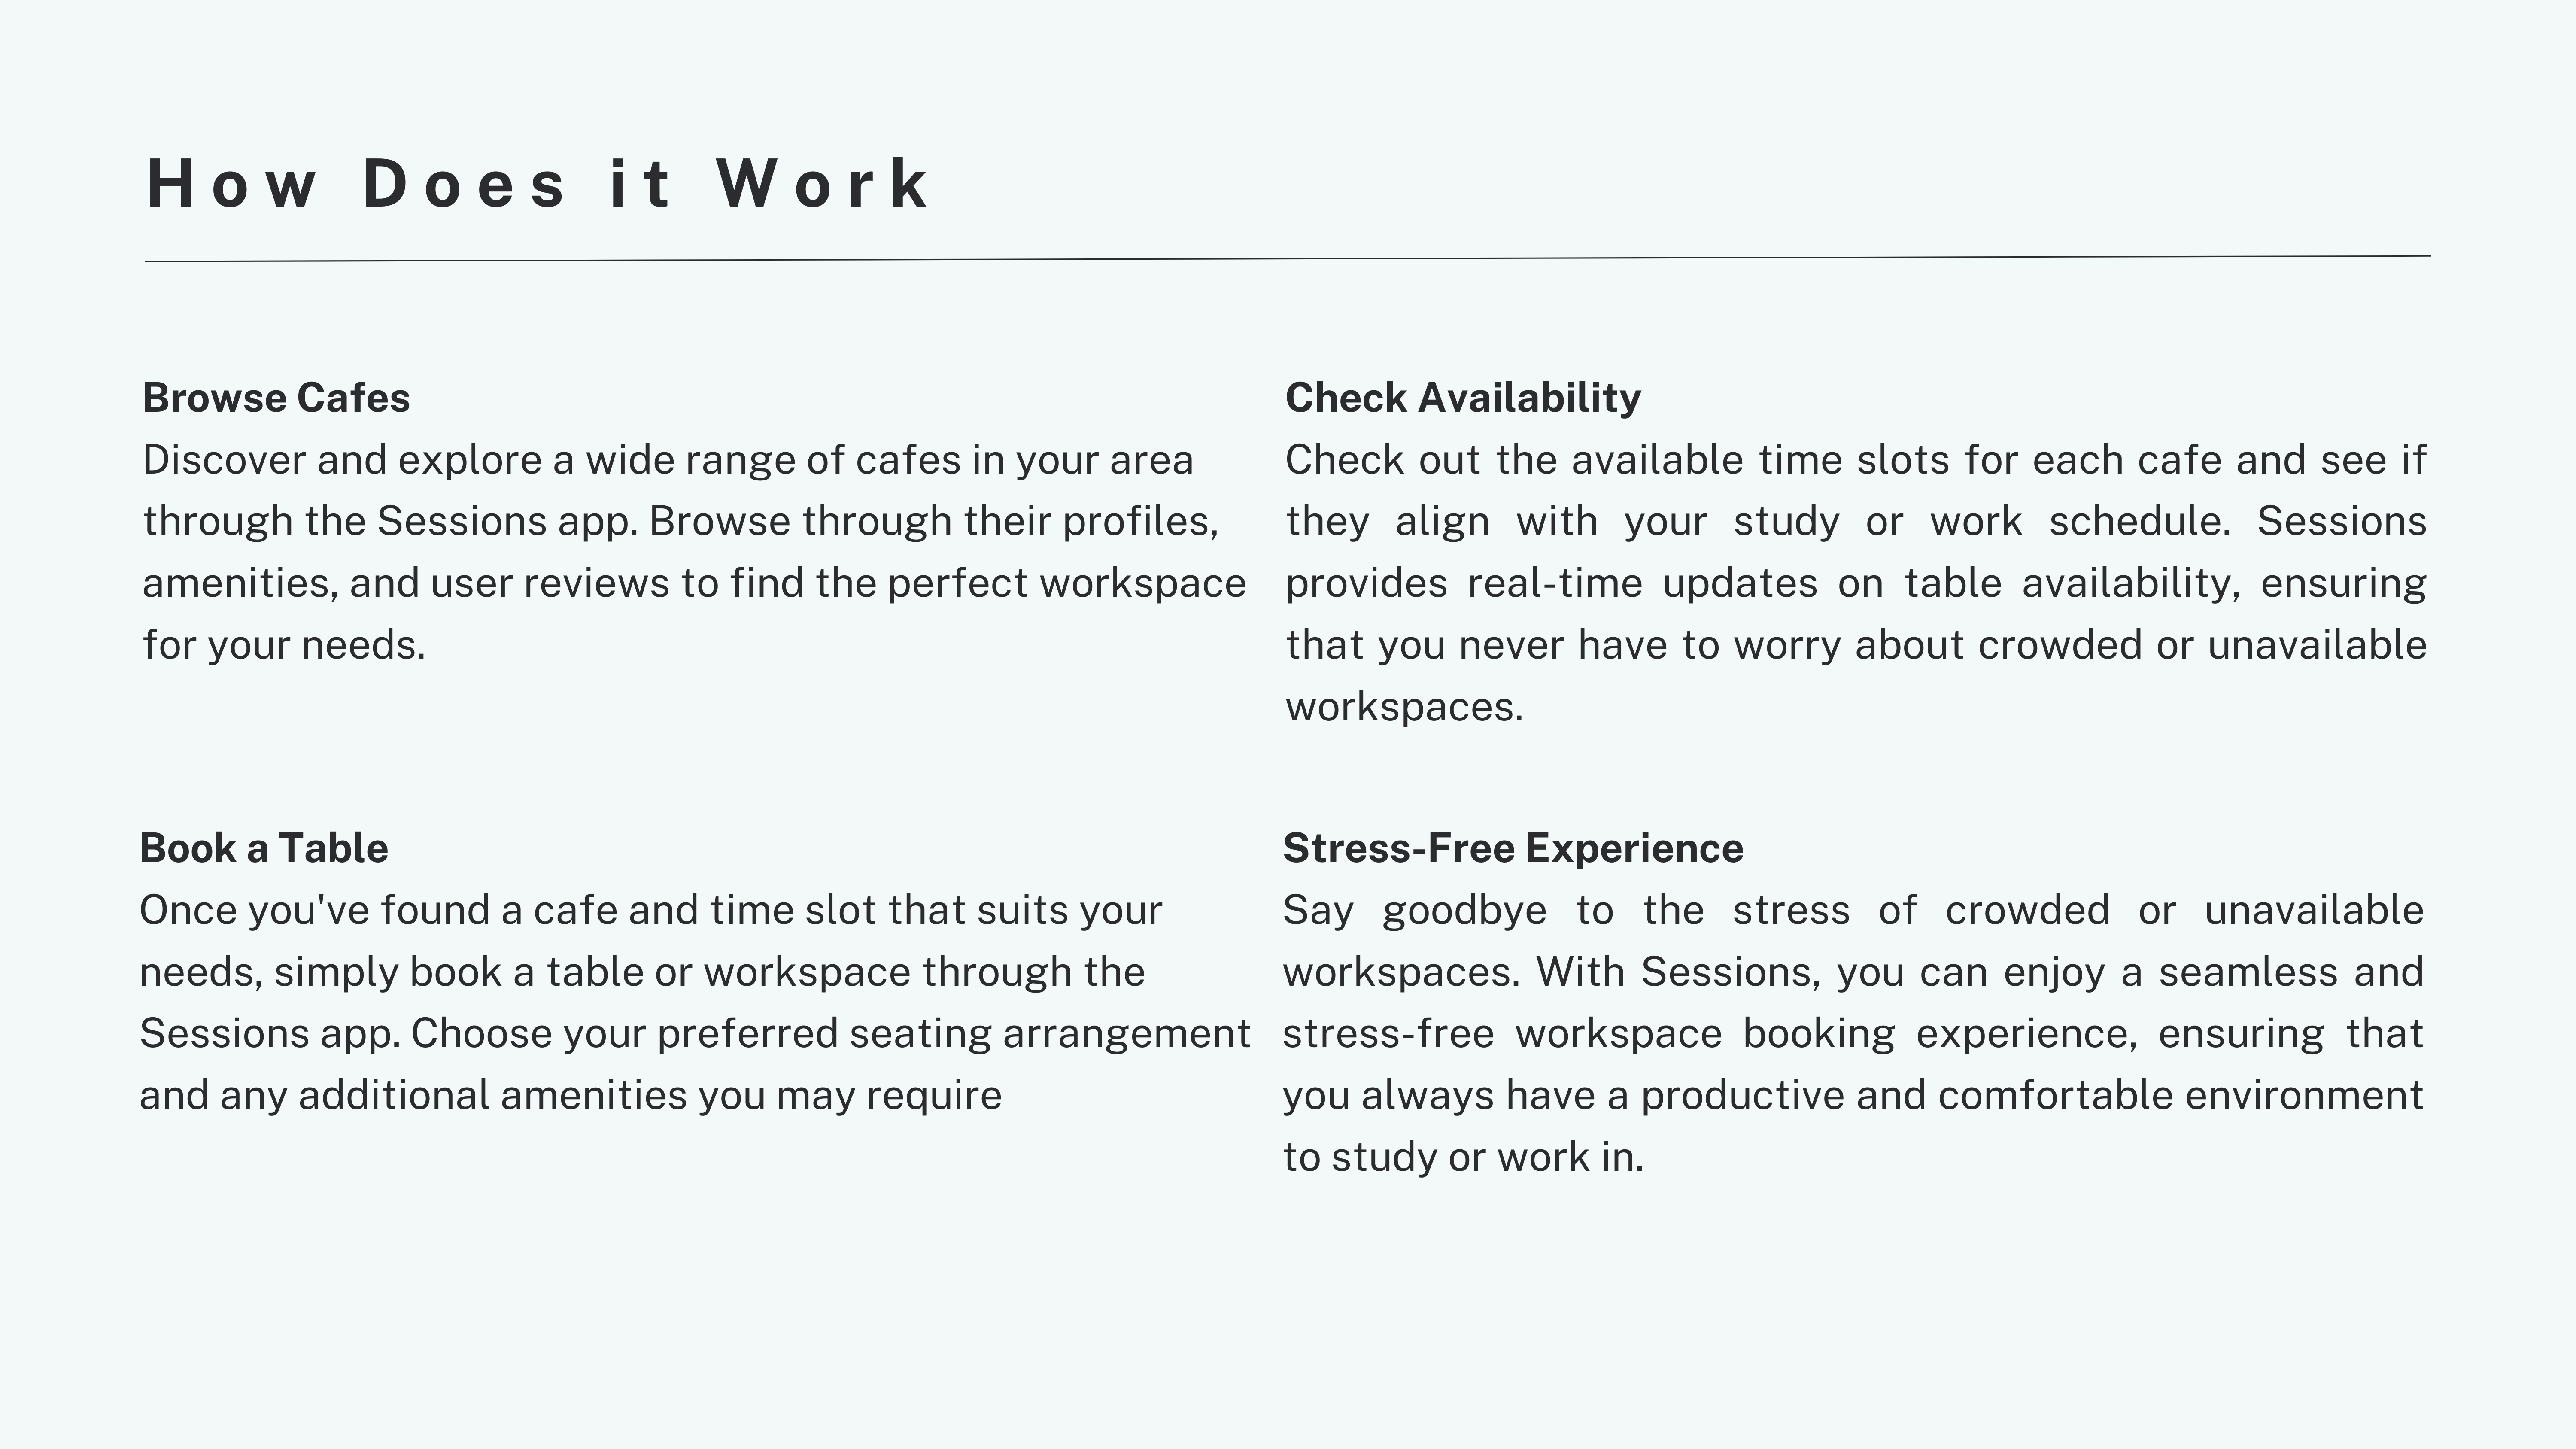 How Does it Work
Browse Cafes
Discover and explore a wide range of cafes in your area
through the Sessions app. Browse through their profiles,
amenities, and user reviews to find the perfect workspace
for your needs.
Check Availability
Check out the available time slots for each cafe and see if
they align with your study or work schedule. Sessions
provides real-time updates on table availability, ensuring
that you never have to worry about crowded or unavailable
workspaces.
Book a Table
Once you've found a cafe and time slot that suits your
needs, simply book a table or workspace through the
Sessions app. Choose your preferred seating arrangement
and any additional amenities you may require
Stress-Free Experience
Say goodbye to the stress of crowded or unavailable
workspaces. With Sessions, you can enjoy a seamless and
stress-free workspace booking experience, ensuring that
you always have a productive and comfortable environment
to study or work in.